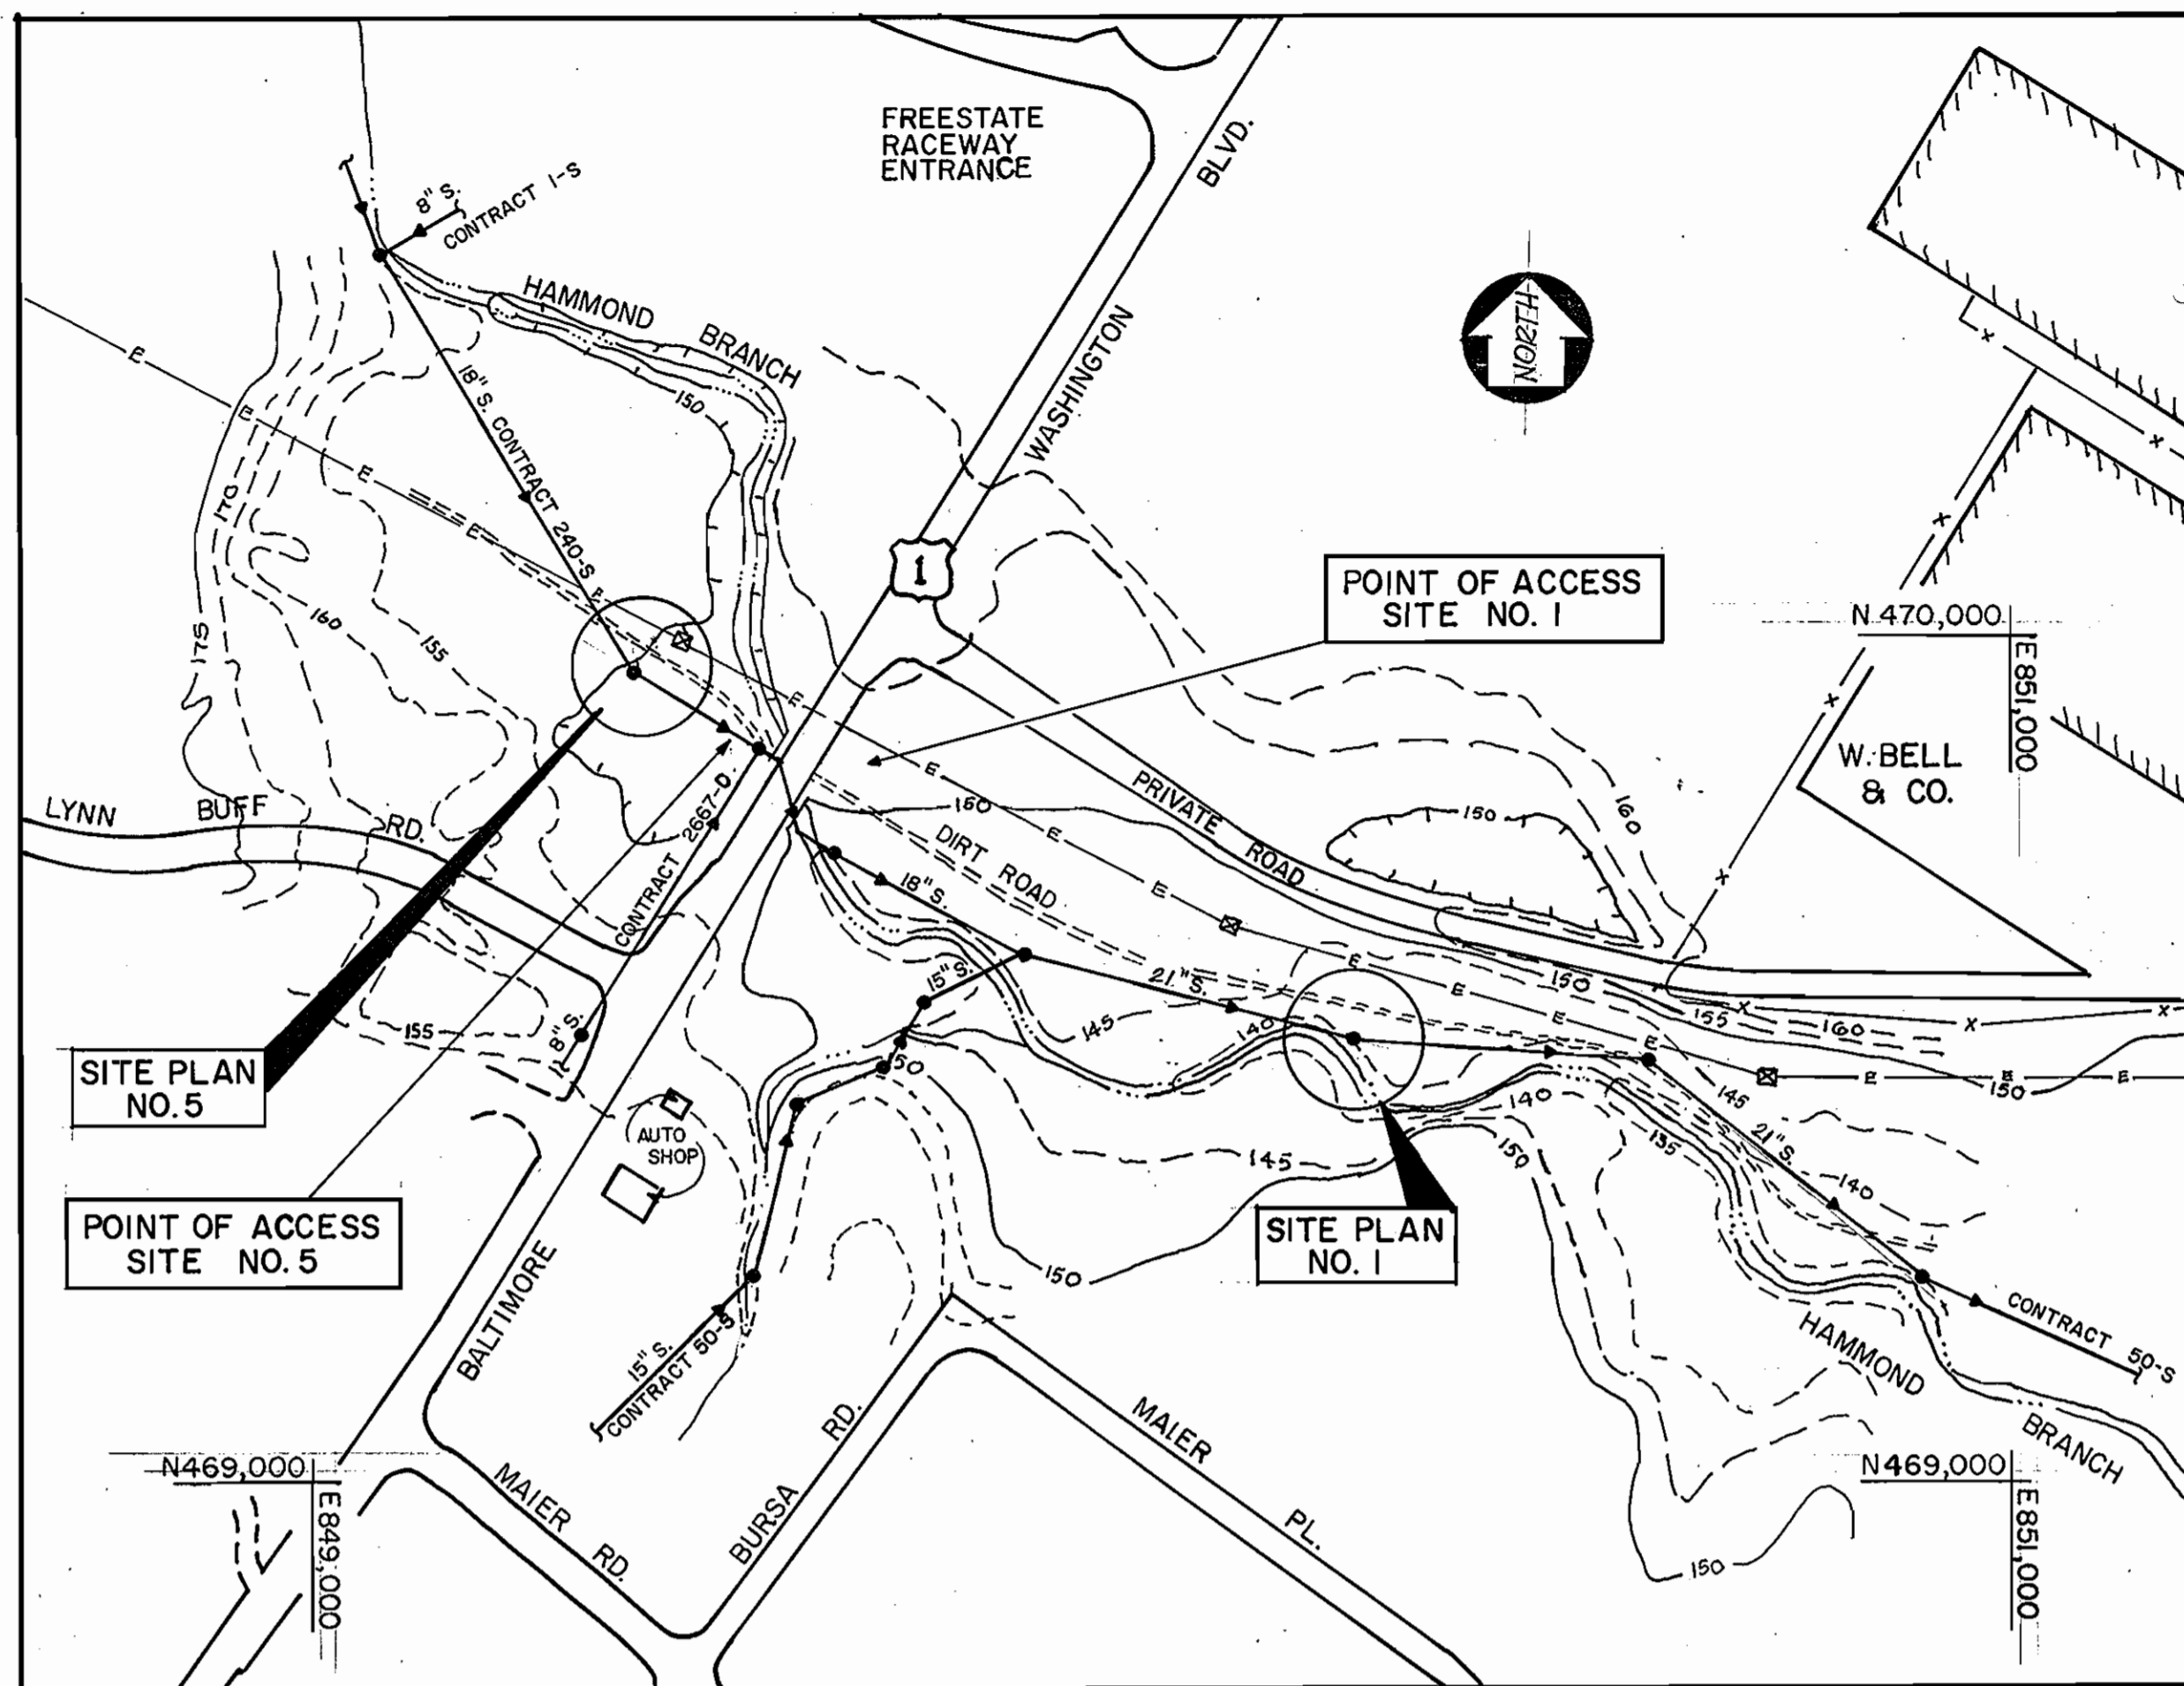 FREESTATE
RACEWAY
ENTRANCE
BLVD.
8" S.
CONTRACT 1-S
HAMMOND
BRANCH
WASHINGTON
NORTH
E
E
E
E
E
150
18" S. CONTRACT 240-S
170
1
POINT OF ACCESS
SITE NO. 1
N 470,000
E 851,000
160
155
175
E
E
W. BELL
& CO.
PRIVATE
ROAD
150
150
160
LYNN
BUFF
RD.
CONTRACT 2667-D.
DIRT ROAD
E
E
18" S.
15" S.
21" S.
E
E
E
E
150
155
160
X
X
X
X
X
X
X
X
145
140
8" S.
155
SITE PLAN
NO. 5
150
AUTO
SHOP
E
E
E
150
145
140
135
150
21" S.
140
145
POINT OF ACCESS
SITE NO. 5
SITE PLAN
NO. 1
150
BALTIMORE
15" S.
CONTRACT 50-S
CONTRACT 50-S
HAMMOND
BRANCH
N469,000
E 849,000
MAIER
RD.
BURSA
RD.
MAIER
PL.
N469,000
E 851,000
150